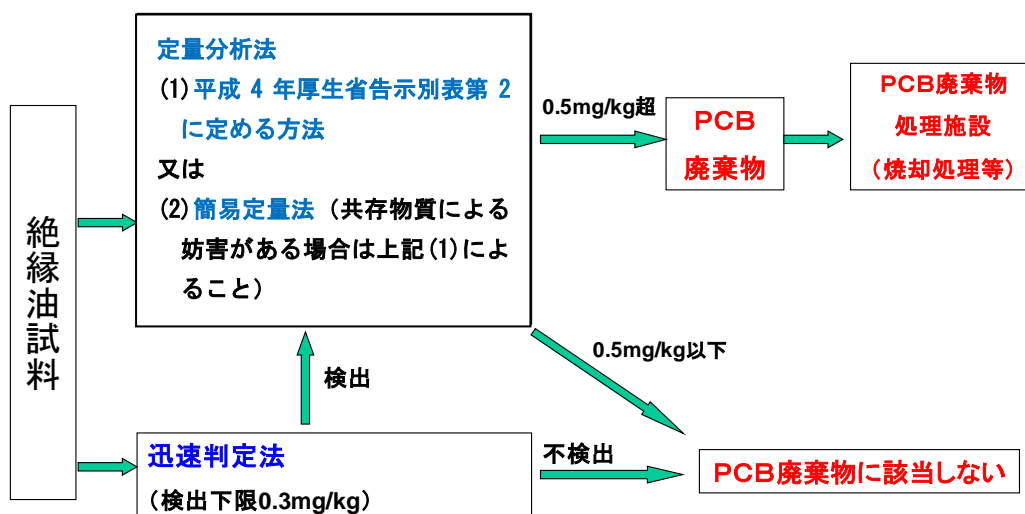 絶縁油試料
定量分析法
(1)平成 4 年厚生省告示別表第 2
に定める方法
又は
(2)簡易定量法（共存物質による
妨害がある場合は上記(1)によ
ること）
0.5mg/kg超
PCB
廃棄物
PCB廃棄物
処理施設
（焼却処理等）
検出
0.5mg/kg以下
迅速判定法
（検出下限0.3mg/kg）
不検出
PCB廃棄物に該当しない